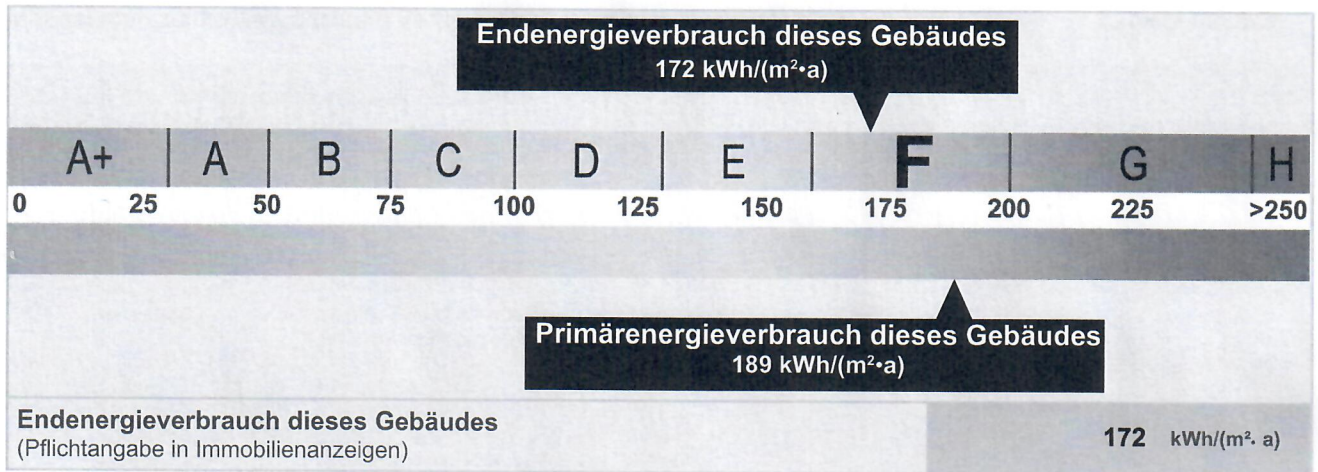 Endenergieverbrauch dieses Gebäudes
172 kWh/(m²•a)
A+ A B C D E F G H
0 25 50 75 100 125 150 175 200 225 >250
Primärenergieverbrauch dieses Gebäudes
189 kWh/(m²•a)
Endenergieverbrauch dieses Gebäudes
(Pflichtangabe in Immobilienanzeigen)
172 kWh/(m²· a)